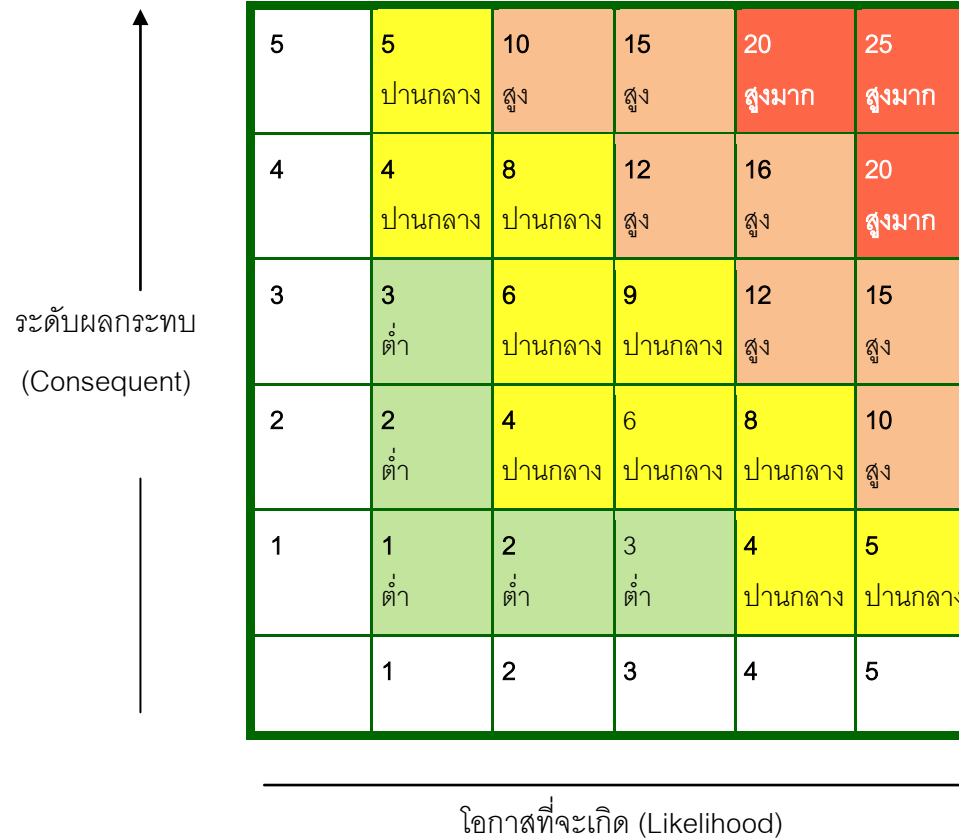 5 5 10 15 20 25
ปานกลาง สูง สูง สูงมาก สูงมาก
4 4 8 12 16 20
ปานกลาง ปานกลาง สูง สูง สูงมาก
ระดับผลกระทบ
(Consequent)
3 3 6 9 12 15
ต่ำ ปานกลาง ปานกลาง สูง สูง
2 2 4 6 8 10
ต่ำ ปานกลาง ปานกลาง ปานกลาง สูง
1 1 2 3 4 5
ต่ำ ต่ำ ต่ำ ปานกลาง ปานกลาง
1 2 3 4 5
โอกาสที่จะเกิด (Likelihood)